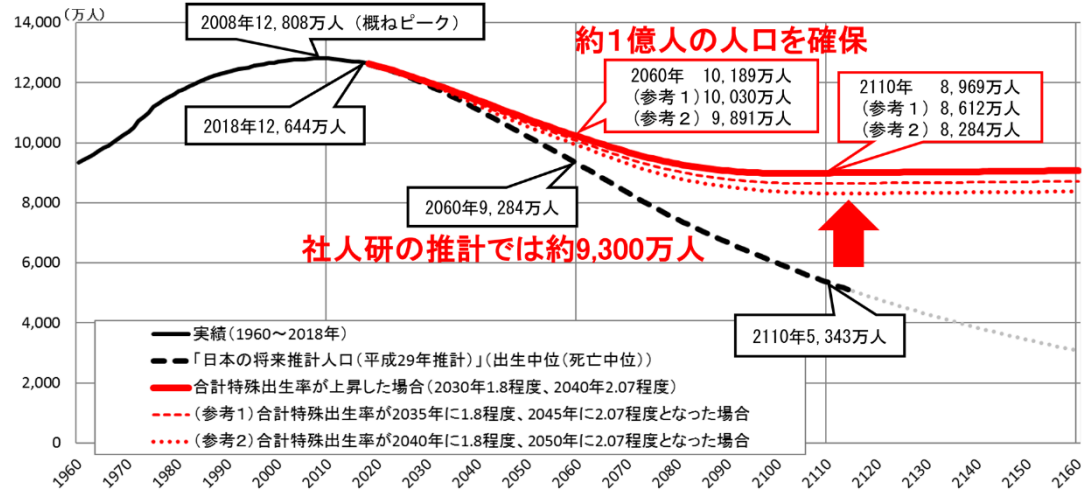 (万人)
14,000
12,000
10,000
8,000
6,000
4,000
2,000
0
2008年12,808万人（概ねピーク）
2018年12,644万人
約１億人の人口を確保
2060年　10,189万人
(参考１)10,030万人
(参考２) 9,891万人
2110年　8,969万人
(参考１) 8,612万人
(参考２) 8,284万人
2060年9,284万人
社人研の推計では約9,300万人
2110年5,343万人
実績(1960～2018年)
「日本の将来推計人口(平成29年推計)」(出生中位(死亡中位))
合計特殊出生率が上昇した場合(2030年1.8程度、2040年2.07程度)
(参考１)合計特殊出生率が2035年に1.8程度、2045年に2.07程度となった場合
(参考２)合計特殊出生率が2040年に1.8程度、2050年に2.07程度となった場合
1960
1970
1980
1990
2000
2010
2020
2030
2040
2050
2060
2070
2080
2090
2100
2110
2120
2130
2140
2150
2160